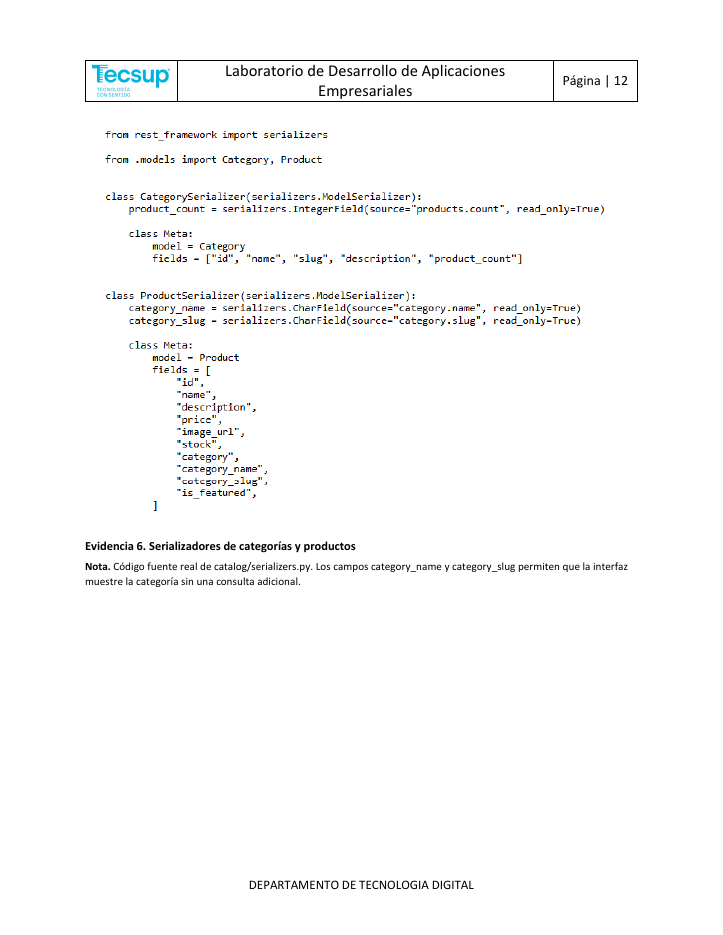 Tecsup
TECNOLOGÍA
CON SENTIDO
Laboratorio de Desarrollo de Aplicaciones
Empresariales
Página | 12
from rest_framework import serializers
from .models import Category, Product
class CategorySerializer(serializers.ModelSerializer):
    product_count = serializers.IntegerField(source="products.count", read_only=True)
    class Meta:
        model = Category
        fields = ["id", "name", "slug", "description", "product_count"]
class ProductSerializer(serializers.ModelSerializer):
    category_name = serializers.CharField(source="category.name", read_only=True)
    category_slug = serializers.CharField(source="category.slug", read_only=True)
    class Meta:
        model = Product
        fields = [
            "id",
            "name",
            "description",
            "price",
            "image_url",
            "stock",
            "category",
            "category_name",
            "category_slug",
            "is_featured",
        ]
Evidencia 6. Serializadores de categorías y productos
Nota. Código fuente real de catalog/serializers.py. Los campos category_name y category_slug permiten que la interfaz
muestre la categoría sin una consulta adicional.
DEPARTAMENTO DE TECNOLOGIA DIGITAL